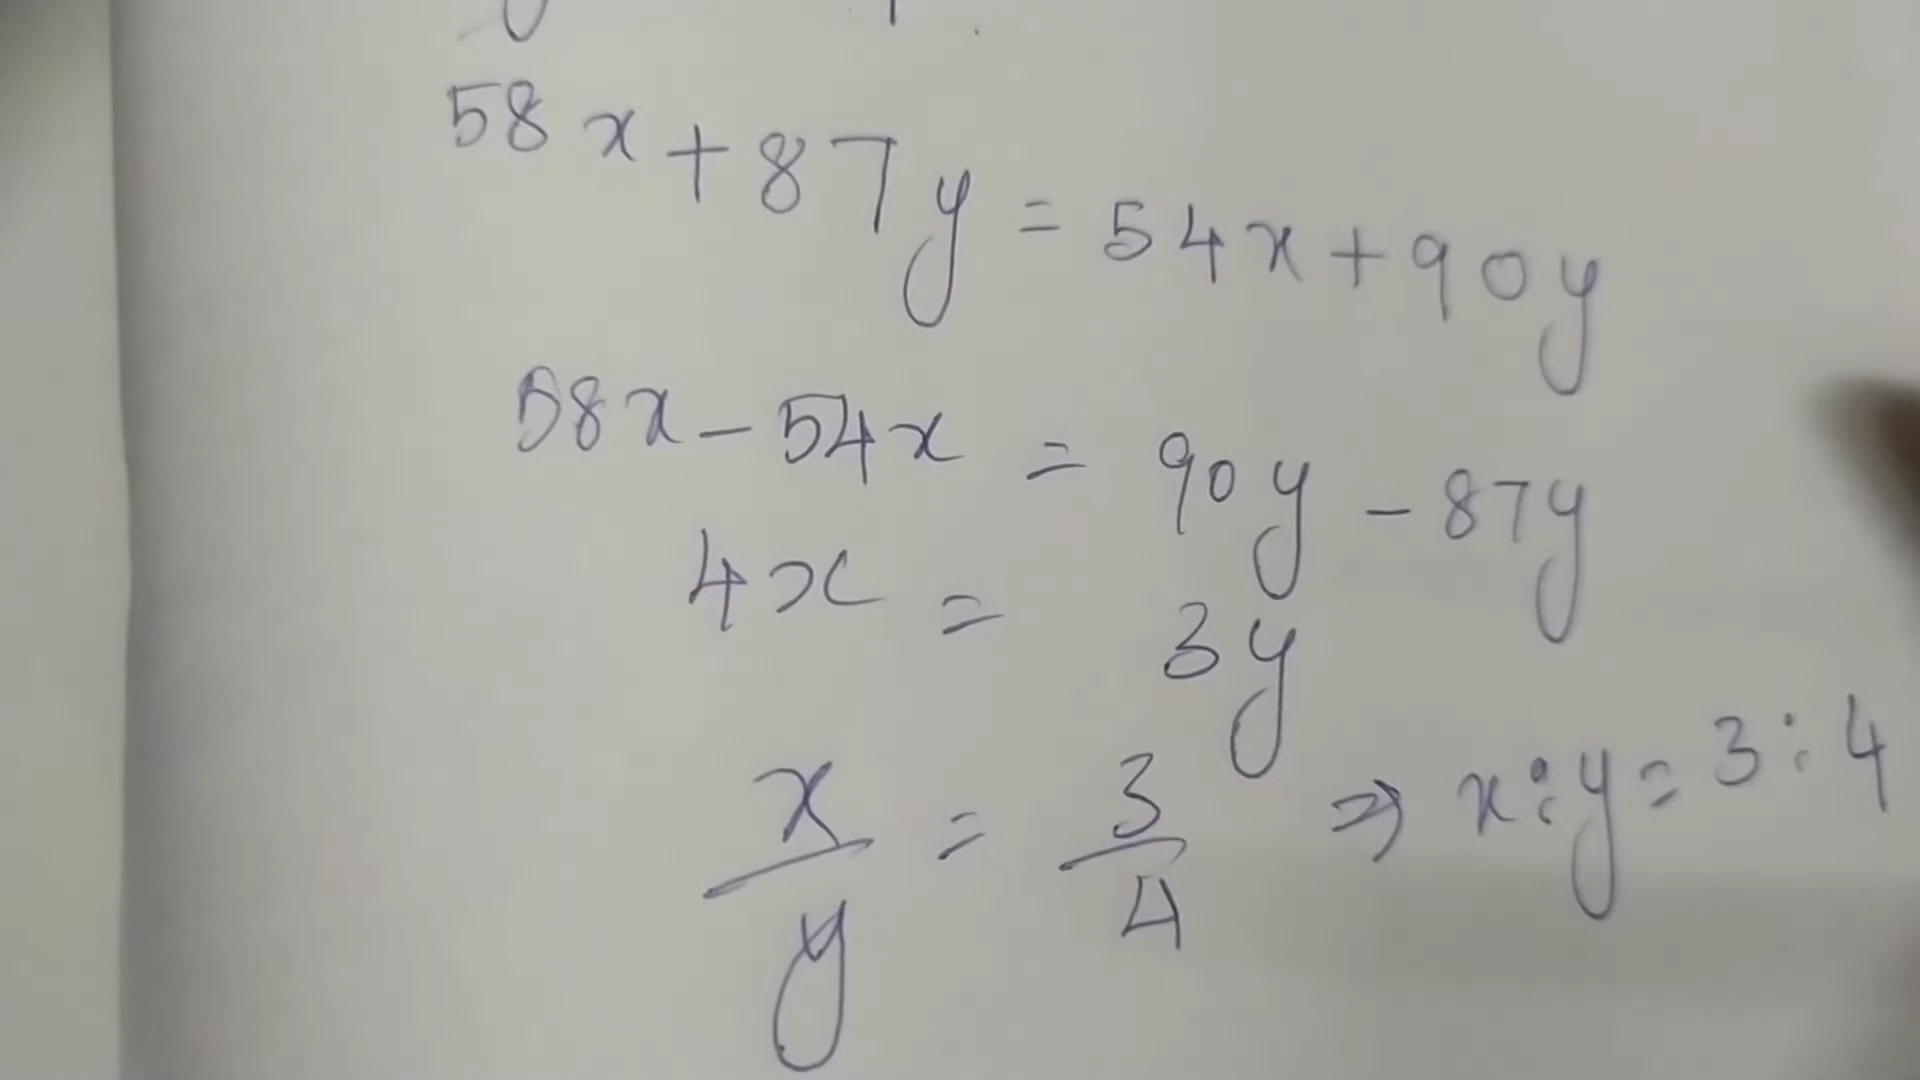 58x + 87y = 54x + 90y
58x - 54x = 90y - 87y
4x = 3y
x/y = 3/4 ⇒ x:y = 3:4